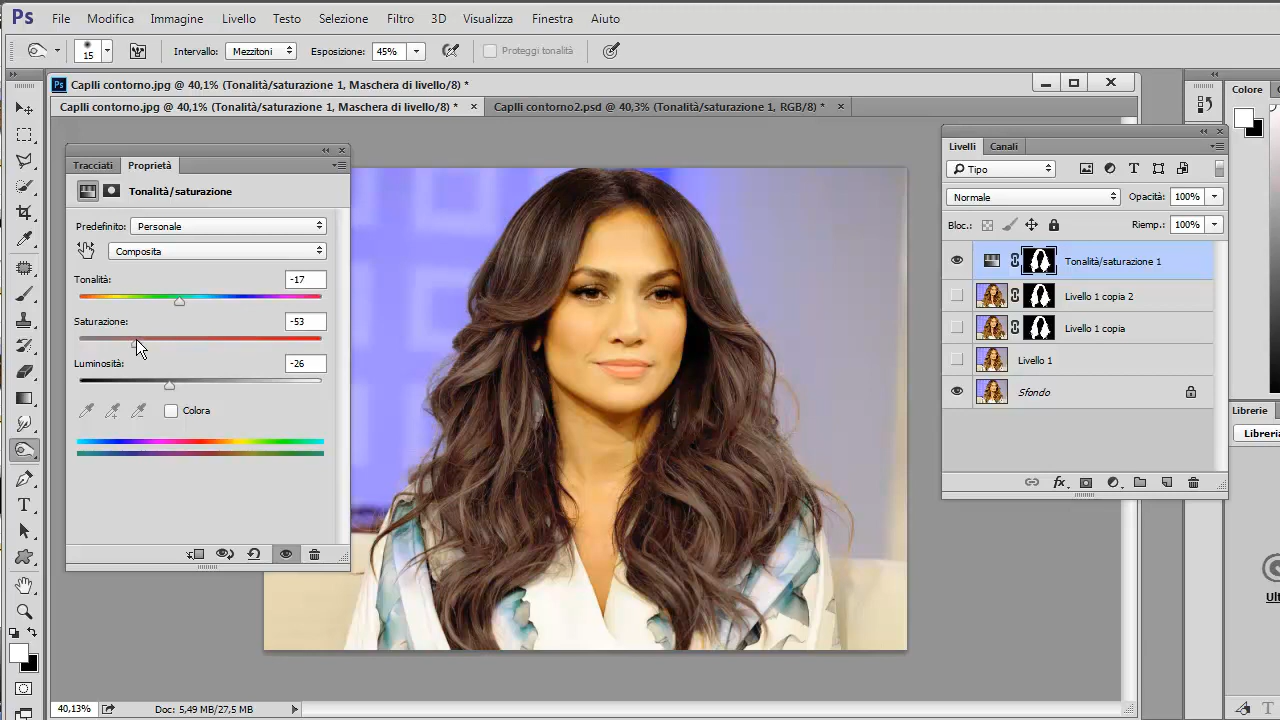 Ps File Modifica Immagine Livello Testo Selezione Filtro 3D Visualizza Finestra Aiuto
15 Intervallo: Mezzitoni Esposizione: 45% Proteggi tonalità
Ps Caplli contorno.jpg @ 40,1% (Tonalità/saturazione 1, Maschera di livello/8) *
Caplli contorno.jpg @ 40,1% (Tonalità/saturazione 1, Maschera di livello/8) * × Caplli contorno2.psd @ 40,3% (Tonalità/saturazione 1, RGB/8) * ×
Colore
Tracciati Proprietà
Tonalità/saturazione
Predefinito: Personale
Composita
Tonalità: -17
Saturazione: -53
Luminosità: -26
Colora
Livelli Canali
Tipo
Normale Opacità: 100%
Bloc.: Riemp.: 100%
Tonalità/saturazione 1
Livello 1 copia 2
Livello 1 copia
Livello 1
Sfondo
fx
Librerie
Libreria
Ult
40,13% Doc: 5,49 MB/27,5 MB